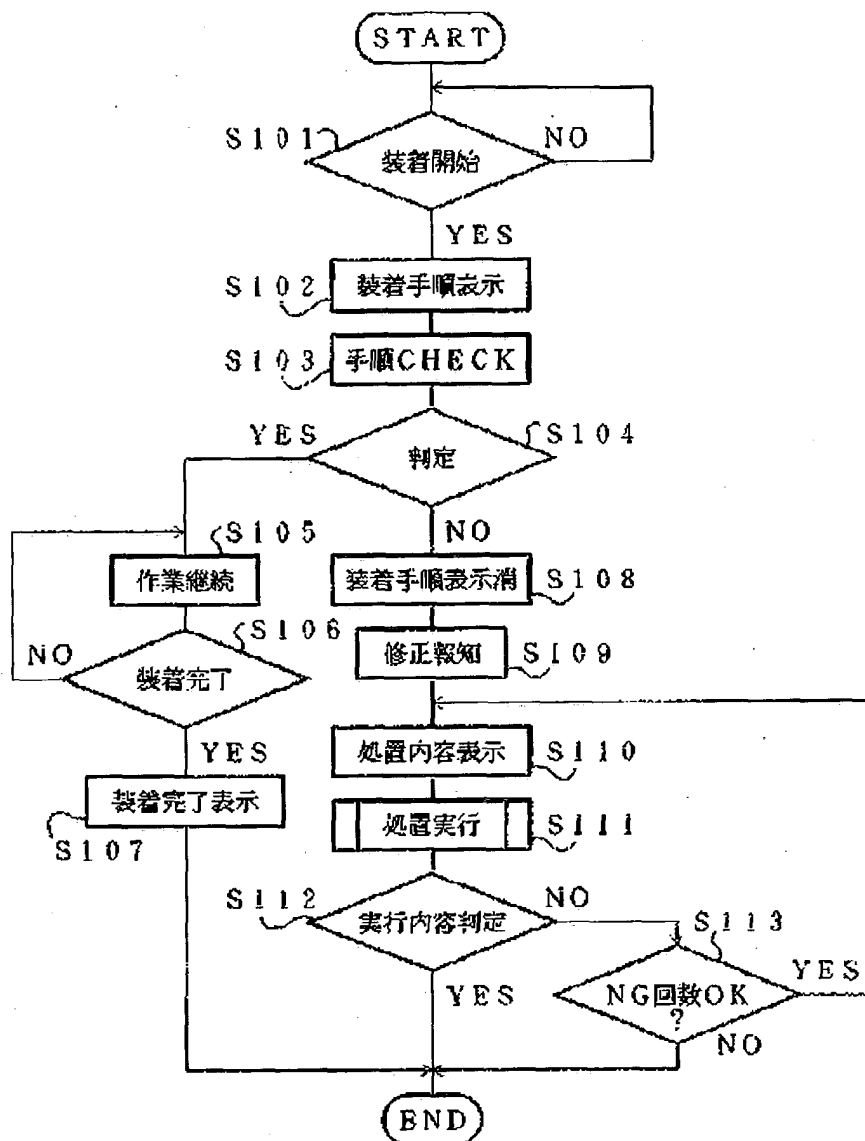 START
S101
装着開始
NO
YES
S102
装着手順表示
S103
手順CHECK
YES
S104
判定
NO
S105
作業継続
装着手順表示消
S108
S106
NO
装着完了
修正報知
S109
YES
処置内容表示
S110
装着完了表示
S107
処置実行
S111
S112
実行内容判定
NO
S113
YES
NG回数OK
?
YES
NO
END